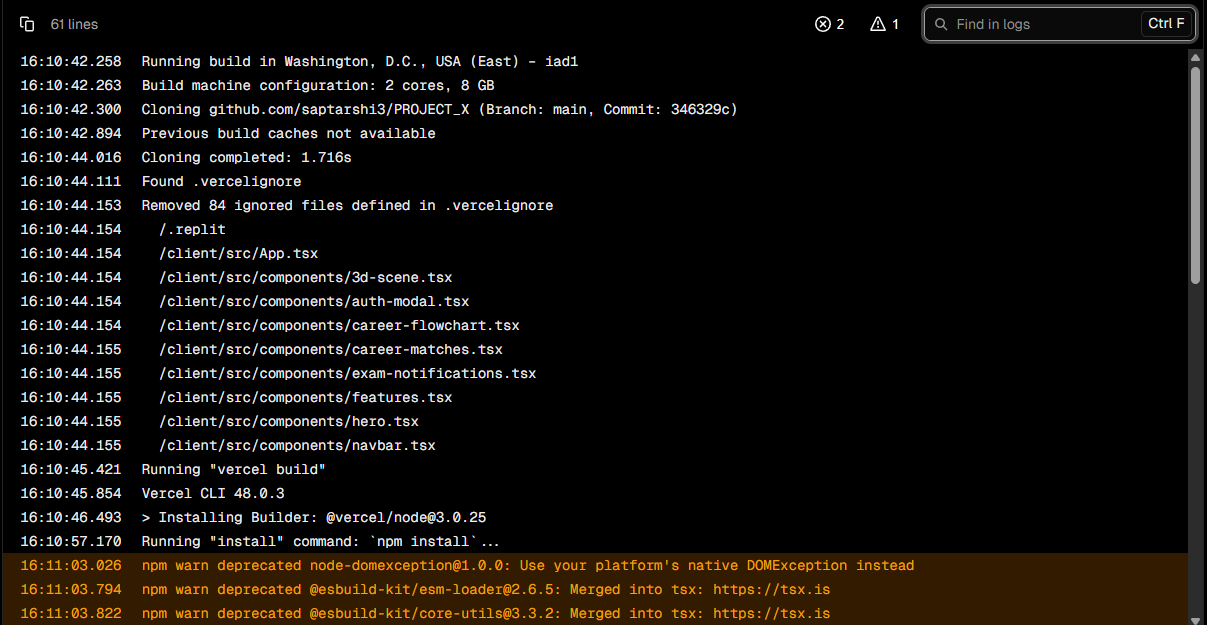 61 lines
2
1
Find in logs
Ctrl F
16:10:42.258 Running build in Washington, D.C., USA (East) – iad1
16:10:42.263 Build machine configuration: 2 cores, 8 GB
16:10:42.300 Cloning github.com/saptarshi3/PROJECT_X (Branch: main, Commit: 346329c)
16:10:42.894 Previous build caches not available
16:10:44.016 Cloning completed: 1.716s
16:10:44.111 Found .vercelignore
16:10:44.153 Removed 84 ignored files defined in .vercelignore
16:10:44.154 /.replit
16:10:44.154 /client/src/App.tsx
16:10:44.154 /client/src/components/3d-scene.tsx
16:10:44.154 /client/src/components/auth-modal.tsx
16:10:44.154 /client/src/components/career-flowchart.tsx
16:10:44.155 /client/src/components/career-matches.tsx
16:10:44.155 /client/src/components/exam-notifications.tsx
16:10:44.155 /client/src/components/features.tsx
16:10:44.155 /client/src/components/hero.tsx
16:10:44.155 /client/src/components/navbar.tsx
16:10:45.421 Running "vercel build"
16:10:45.854 Vercel CLI 48.0.3
16:10:46.493 > Installing Builder: @vercel/node@3.0.25
16:10:57.170 Running "install" command: `npm install`...
16:11:03.026 npm warn deprecated node-domexception@1.0.0: Use your platform's native DOMException instead
16:11:03.794 npm warn deprecated @esbuild-kit/esm-loader@2.6.5: Merged into tsx: https://tsx.is
16:11:03.822 npm warn deprecated @esbuild-kit/core-utils@3.3.2: Merged into tsx: https://tsx.is